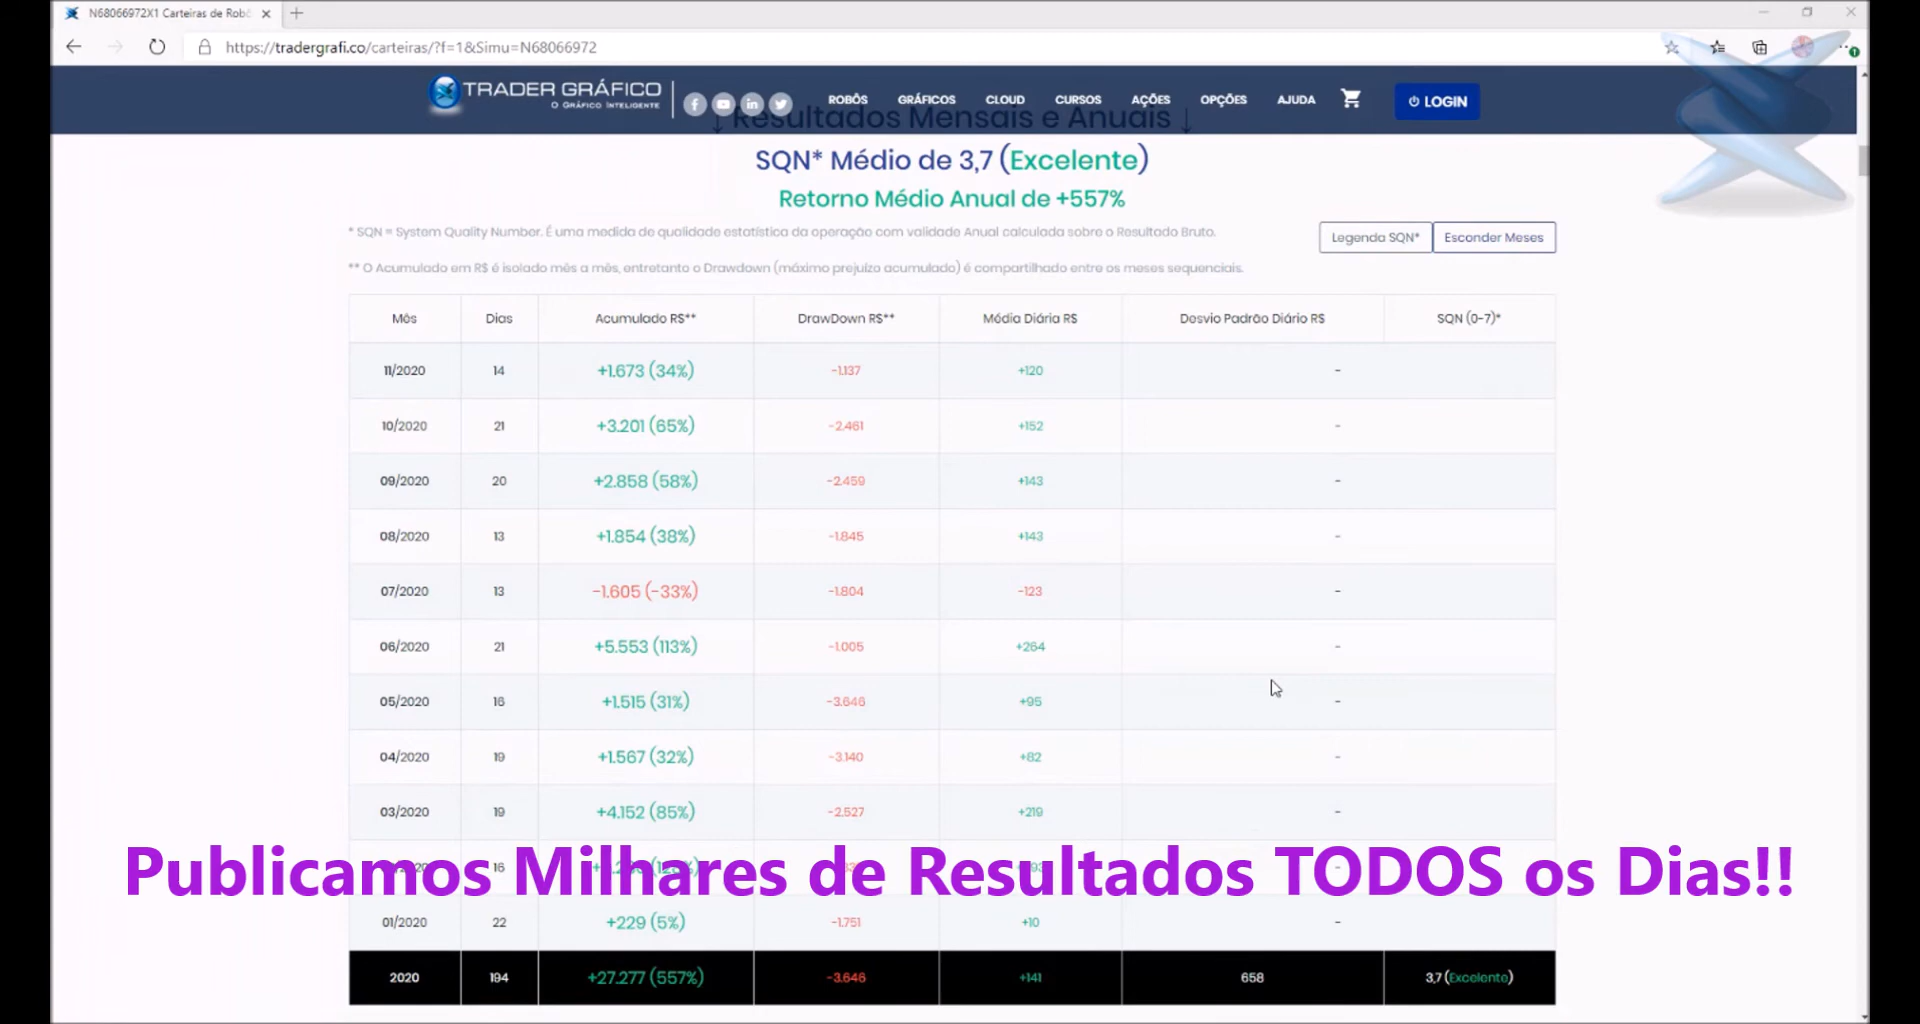 N68066972X1 Carteiras de Robô
https://tradergrafi.co/carteiras/?f=1&Simu=N68066972
TRADER GRÁFICO
O GRÁFICO INTELIGENTE
ROBÔS GRÁFICOS CLOUD CURSOS AÇÕES OPÇÕES AJUDA LOGIN
↓ Resultados Mensais e Anuais ↓
SQN* Médio de 3,7 (Excelente)
Retorno Médio Anual de +557%
* SQN = System Quality Number. É uma medida de qualidade estatística da operação com validade Anual calculada sobre o Resultado Bruto.
Legenda SQN* Esconder Meses
** O Acumulado em R$ é isolado mês a mês, entretanto o Drawdown (máximo prejuízo acumulado) é compartilhado entre os meses sequenciais.
Mês Dias Acumulado R$** DrawDown R$** Média Diária R$ Desvio Padrão Diário R$ SQN (0-7)*
11/2020 14 +1.673 (34%) -1.137 +120 -
10/2020 21 +3.201 (65%) -2.461 +152 -
09/2020 20 +2.858 (58%) -2.459 +143 -
08/2020 13 +1.854 (38%) -1.845 +143 -
07/2020 13 -1.605 (-33%) -1.804 -123 -
06/2020 21 +5.553 (113%) -1.005 +264 -
05/2020 16 +1.515 (31%) -3.646 +95 -
04/2020 19 +1.567 (32%) -3.140 +82 -
03/2020 19 +4.152 (85%) -2.527 +219 -
16
Publicamos Milhares de Resultados TODOS os Dias!!
01/2020 22 +229 (5%) -1.751 +10 -
2020 194 +27.277 (557%) -3.646 +141 658 3,7 (Excelente)